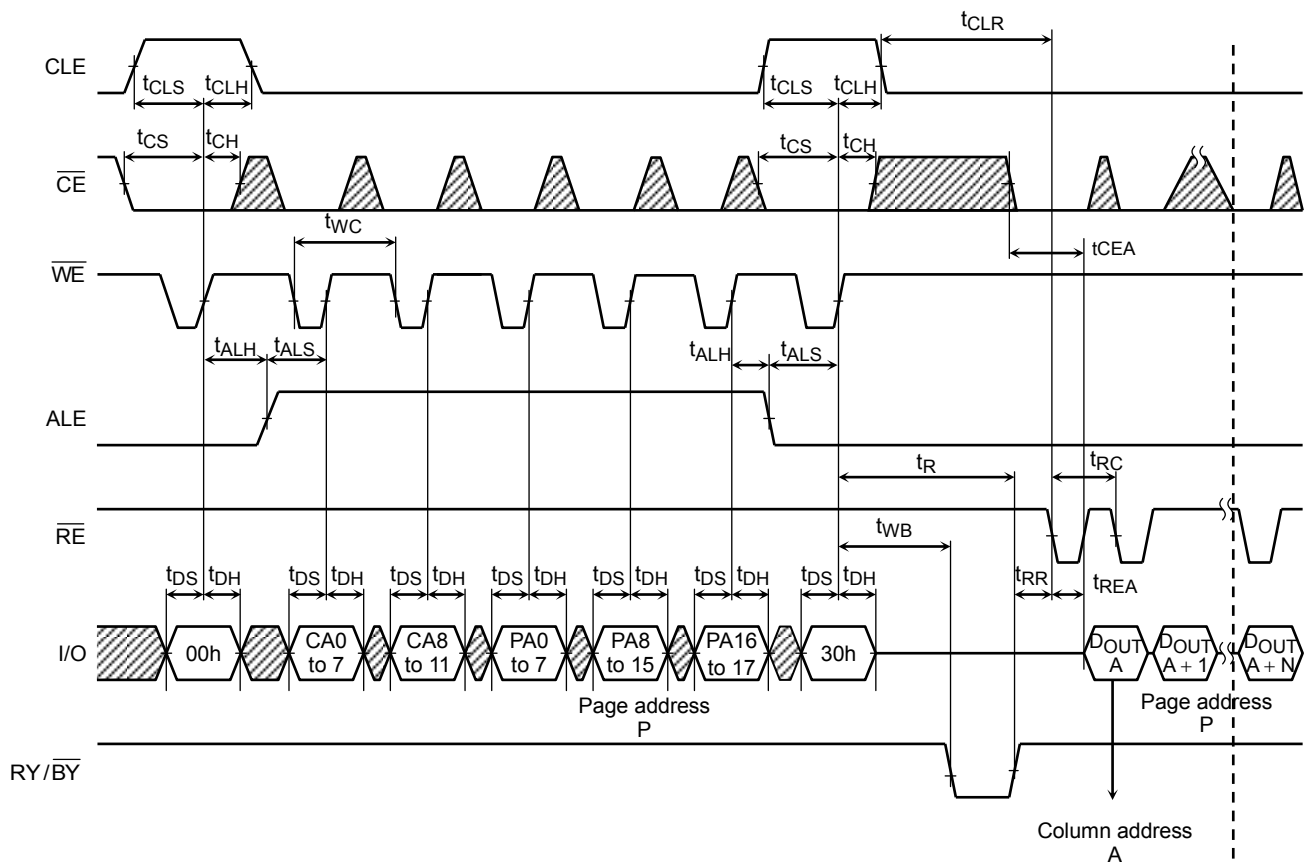 tCLR
CLE
tCLS tCLH tCLS tCLH
tCS tCH tCS tCH
CE
tWC
tCEA
WE
tALH tALS tALH tALS
ALE
tR tRC
RE
tWB
tDS tDH tDS tDH tDS tDH tDS tDH tDS tDH tDS tDH tDS tDH tRR tREA
I/O 00h CA0 to 7 CA8 to 11 PA0 to 7 PA8 to 15 PA16 to 17 30h DOUT A DOUT A + 1 DOUT A + N
Page address P
Page address P
RY/BY
Column address
A